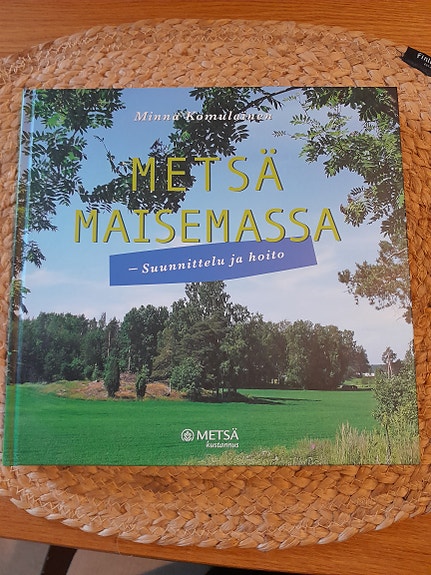 Minna Komulainen
METSÄ
MAISEMASSA
– Suunnittelu ja hoito
METSÄ
kustannus